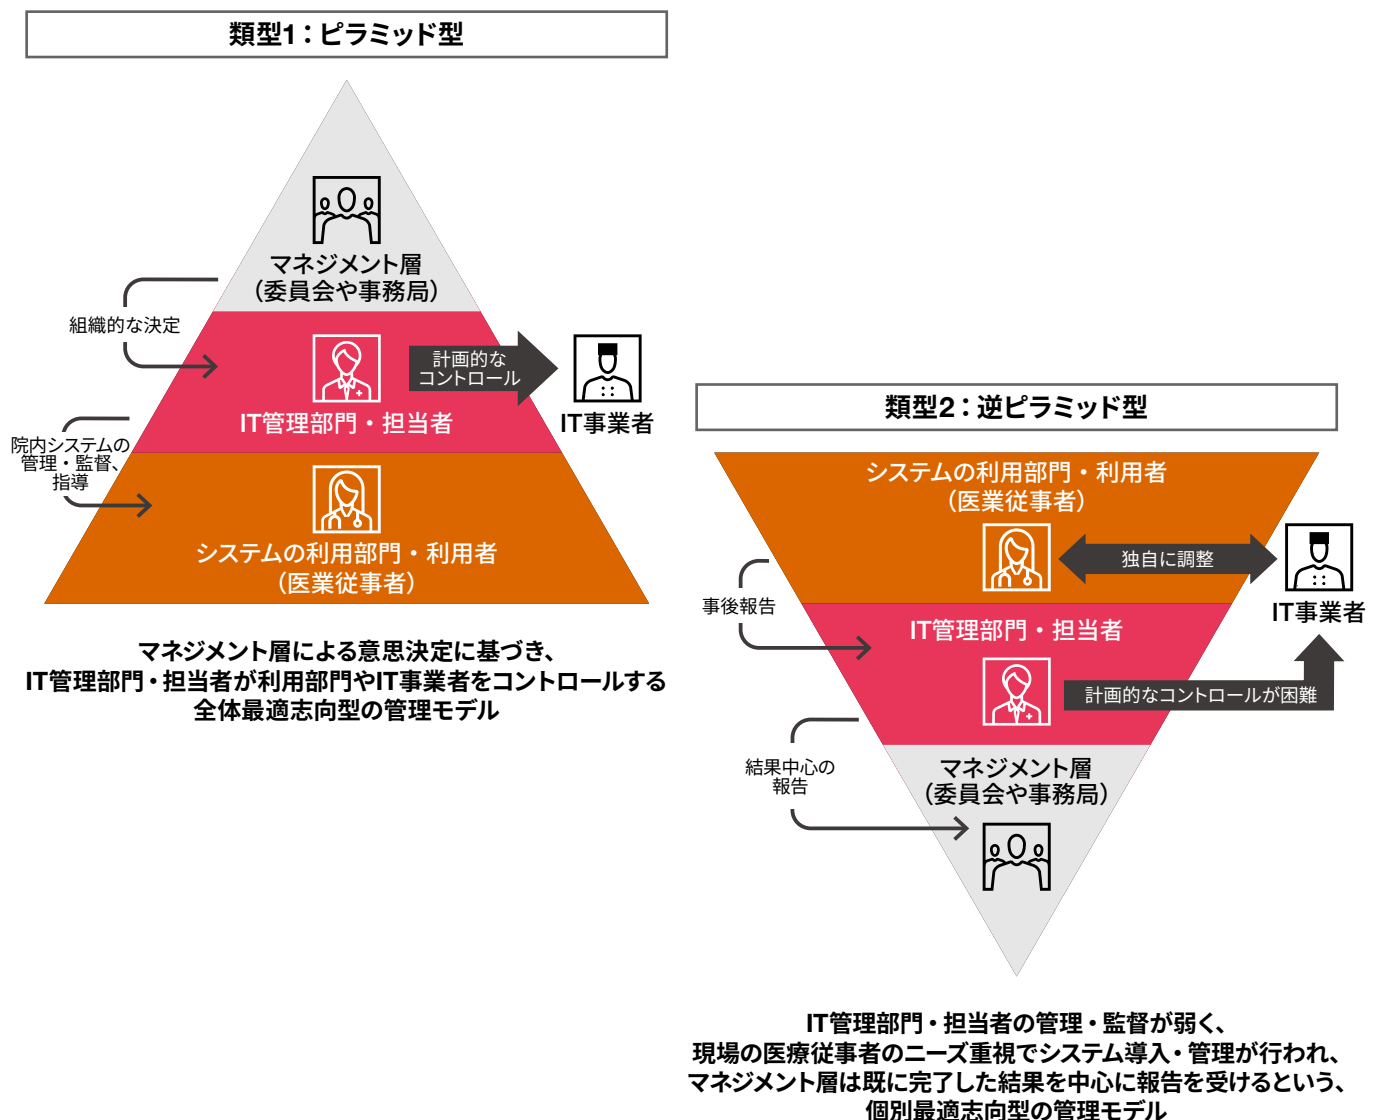 類型1：ピラミッド型
マネジメント層
（委員会や事務局）
組織的な決定
計画的な
コントロール
IT管理部門・担当者
IT事業者
院内システムの
管理・監督、
指導
システムの利用部門・利用者
（医業従事者）
マネジメント層による意思決定に基づき、
IT管理部門・担当者が利用部門やIT事業者をコントロールする
全体最適志向型の管理モデル
類型2：逆ピラミッド型
システムの利用部門・利用者
（医業従事者）
独自に調整
IT事業者
事後報告
IT管理部門・担当者
計画的なコントロールが困難
結果中心の
報告
マネジメント層
（委員会や事務局）
IT管理部門・担当者の管理・監督が弱く、
現場の医療従事者のニーズ重視でシステム導入・管理が行われ、
マネジメント層は既に完了した結果を中心に報告を受けるという、
個別最適志向型の管理モデル